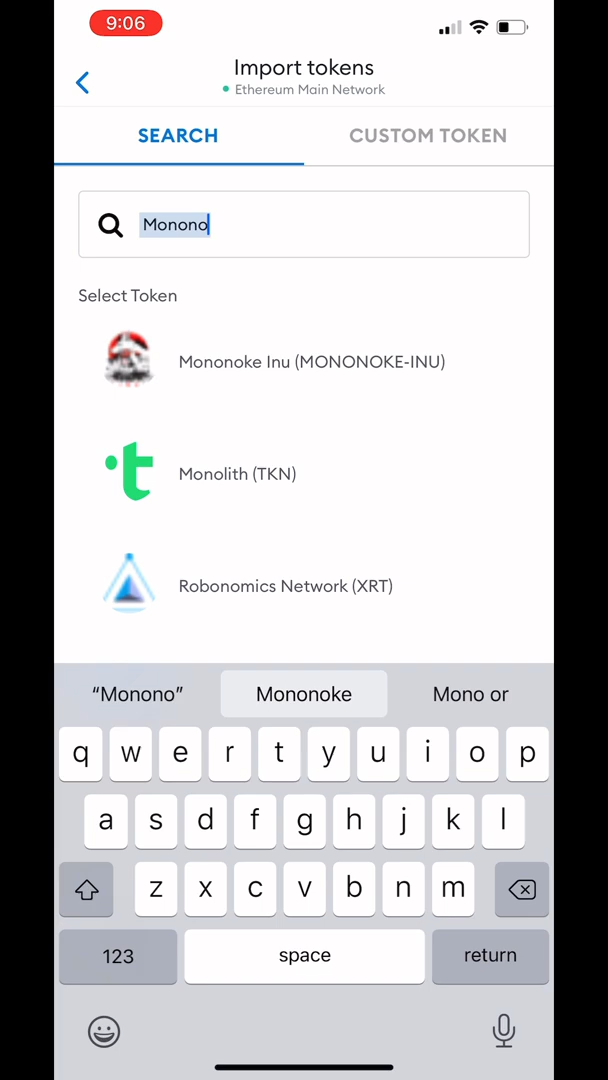 9:06
Import tokens
Ethereum Main Network
SEARCH CUSTOM TOKEN
Monono
Select Token
Mononoke Inu (MONONOKE-INU)
Monolith (TKN)
Robonomics Network (XRT)
“Monono” Mononoke Mono or
q w e r t y u i o p
a s d f g h j k l
z x c v b n m
123 space return